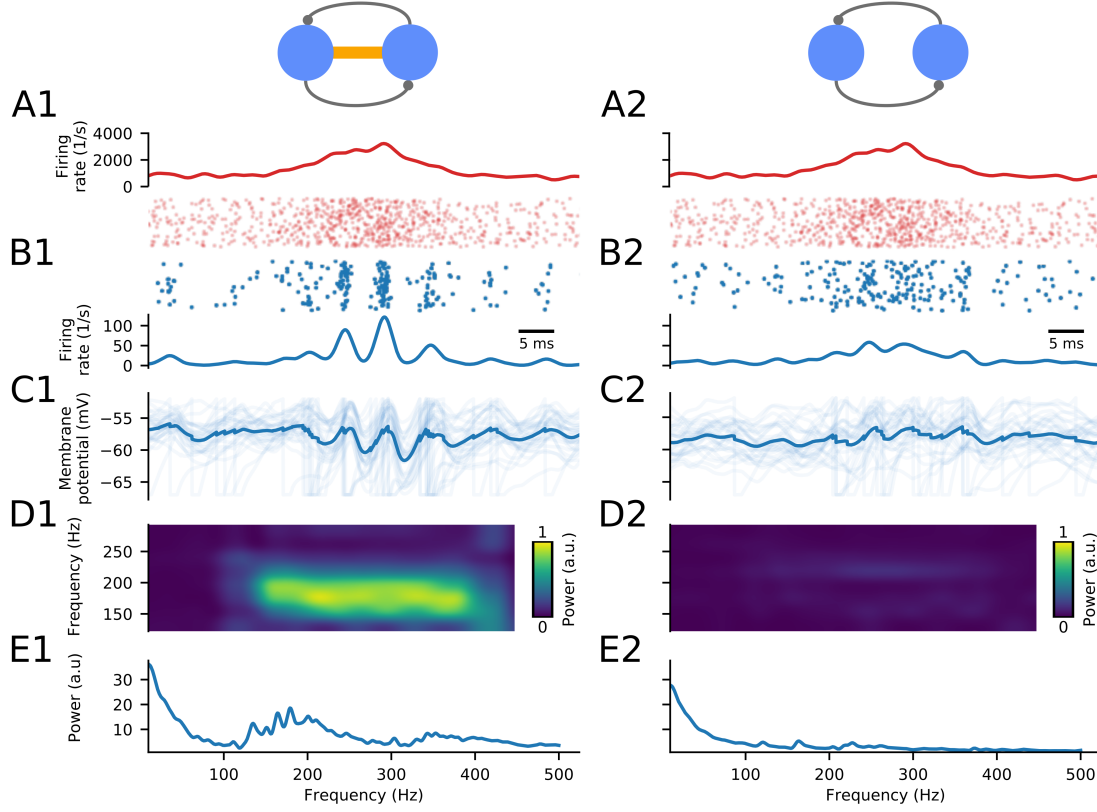 A1
A2
Firing
rate (1/s)
4000
2000
0
B1
B2
Firing
rate (1/s)
100
50
0
5 ms
5 ms
C1
C2
Membrane
potential (mV)
−55
−60
−65
D1
D2
Frequency (Hz)
250
200
150
1
0
Power (a.u.)
1
0
Power (a.u.)
E1
E2
Power (a.u)
30
20
10
100 200 300 400 500
100 200 300 400 500
Frequency (Hz)
Frequency (Hz)